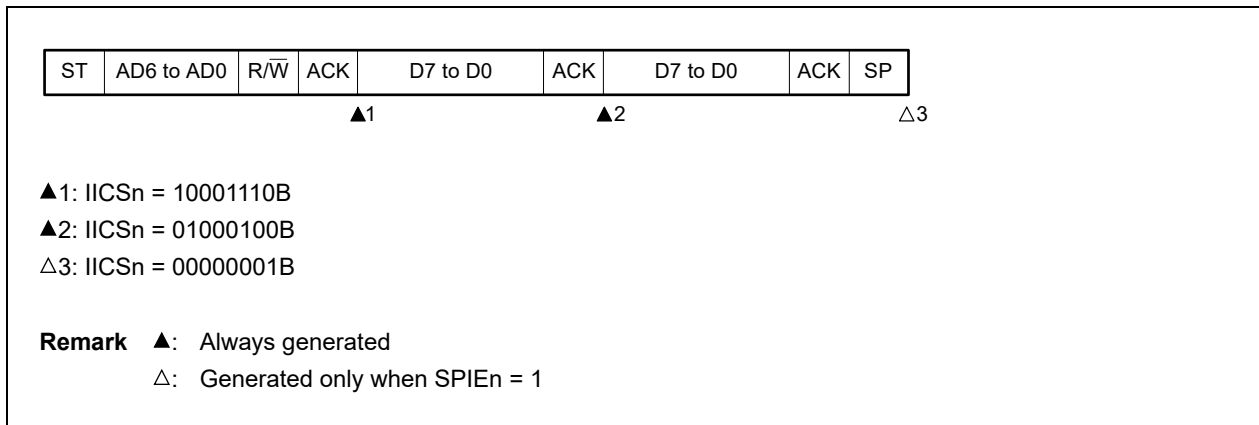 ST AD6 to AD0 R/W̅ ACK D7 to D0 ACK D7 to D0 ACK SP
▲1 ▲2 △3
▲1: IICSn = 10001110B
▲2: IICSn = 01000100B
△3: IICSn = 00000001B
Remark ▲: Always generated
△: Generated only when SPIEn = 1